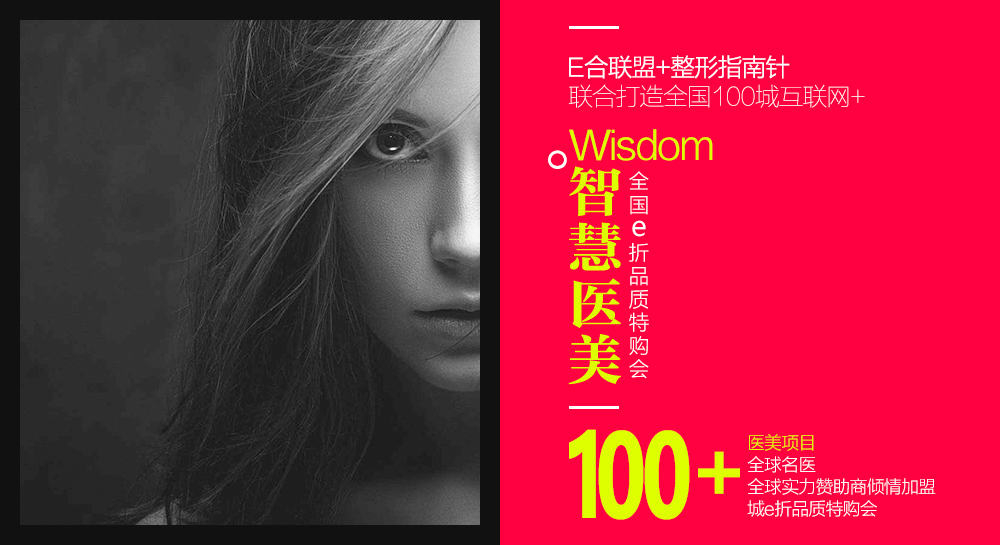 E合联盟+整形指南针
联合打造全国100城互联网+
Wisdom
智慧医美
全国e折品质特购会
100+
医美项目
全球名医
全球实力赞助商倾情加盟
城e折品质特购会